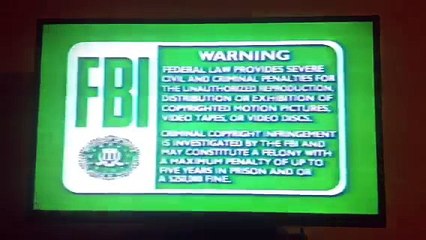 FBI
WARNING
FEDERAL LAW PROVIDES SEVERE
CIVIL AND CRIMINAL PENALTIES FOR
THE UNAUTHORIZED REPRODUCTION,
DISTRIBUTION OR EXHIBITION OF
COPYRIGHTED MOTION PICTURES,
VIDEO TAPES, OR VIDEO DISCS.
CRIMINAL COPYRIGHT INFRINGEMENT
IS INVESTIGATED BY THE FBI AND
MAY CONSTITUTE A FELONY WITH
A MAXIMUM PENALTY OF UP TO
FIVE YEARS IN PRISON AND OR
A $250,000 FINE.